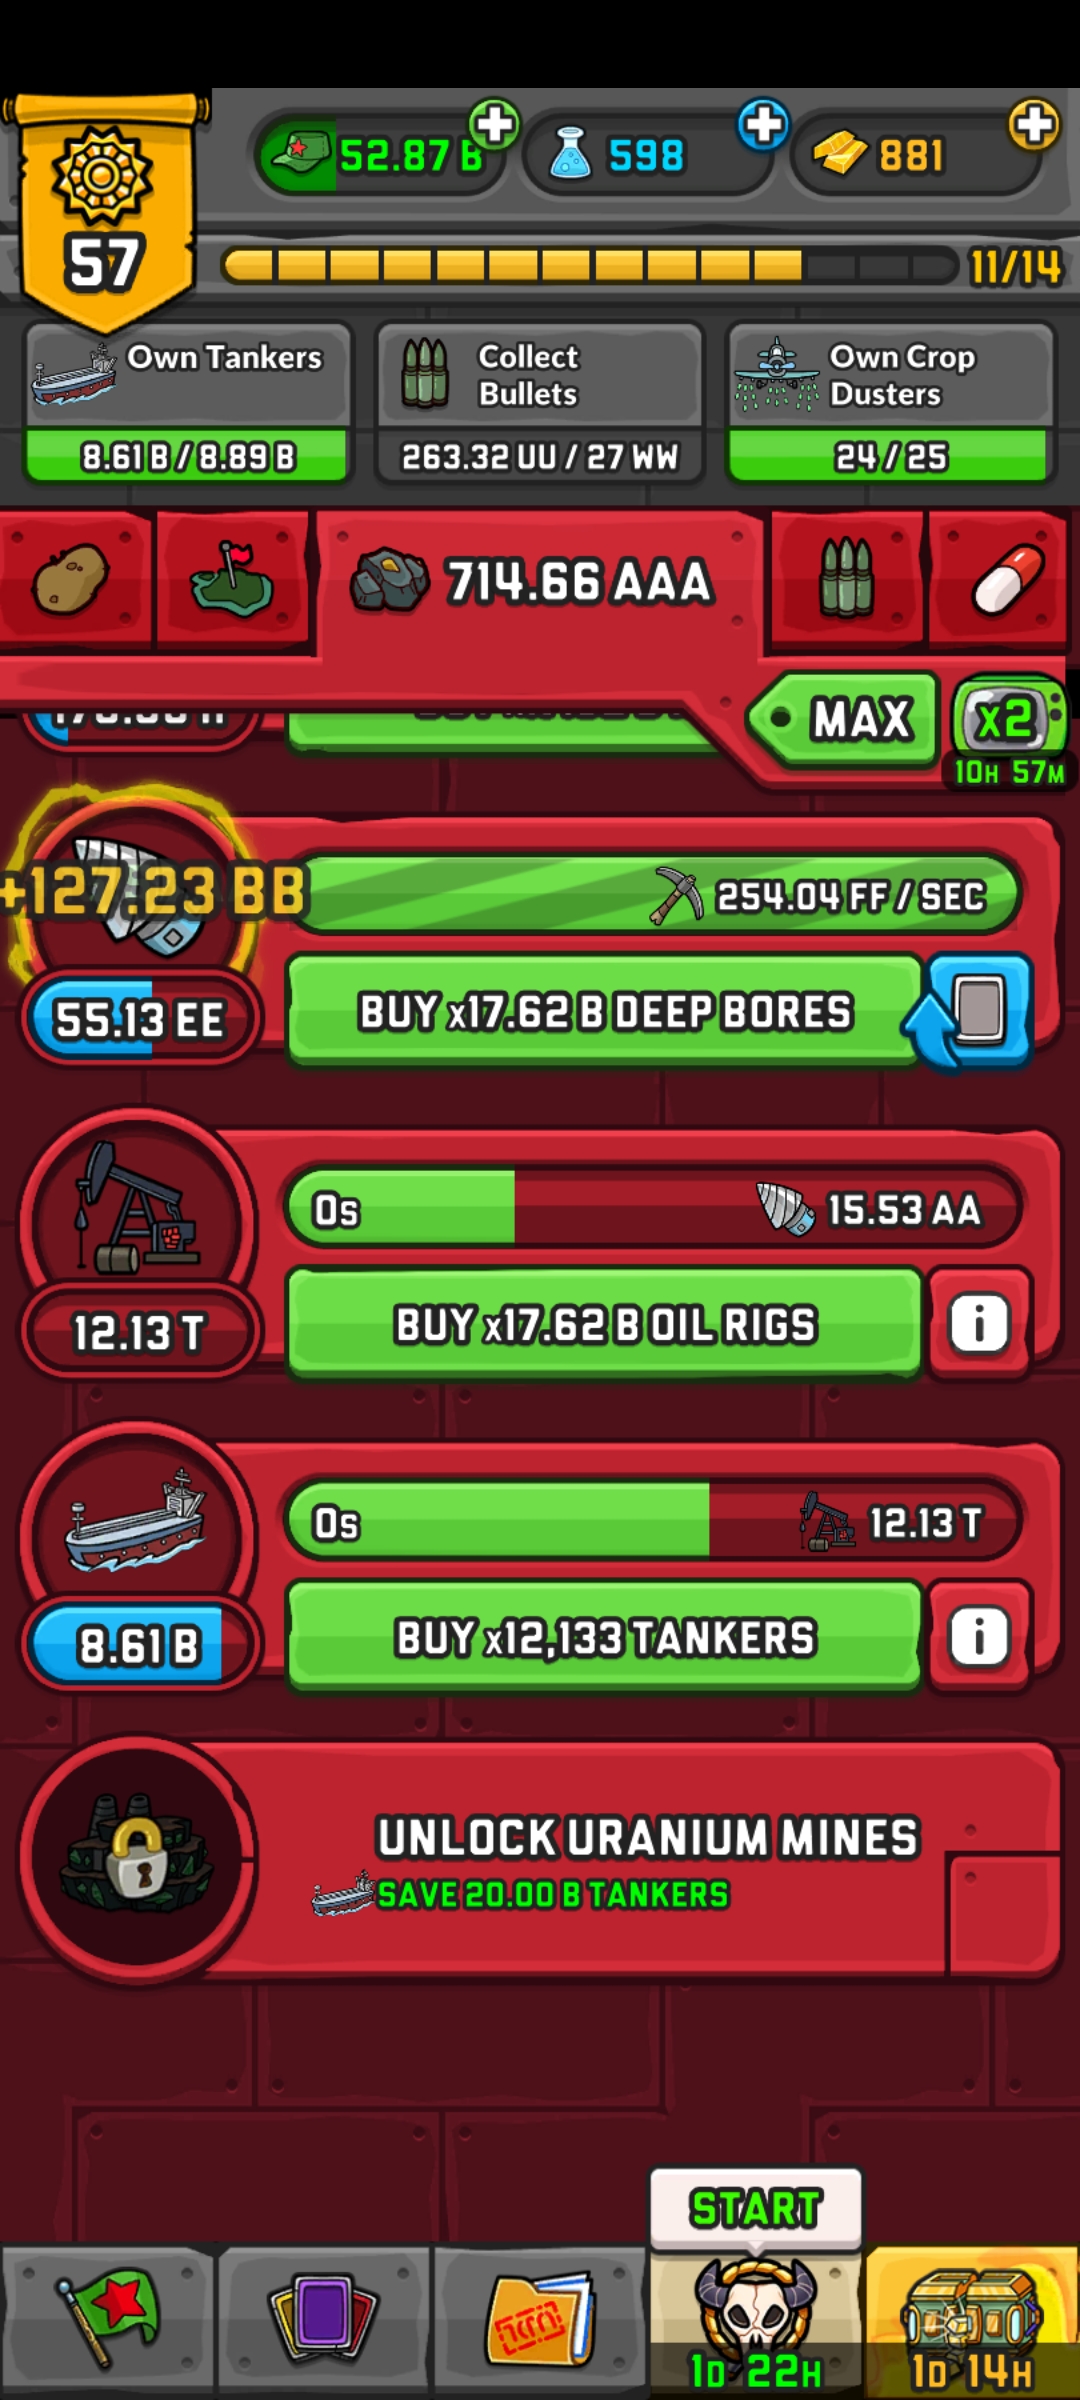 52.87 B
598
881
57
11/14
Own Tankers
8.61 B / 8.89 B
Collect
Bullets
263.32 UU / 27 WW
Own Crop
Dusters
24 / 25
714.66 AAA
MAX
x2
10H 57M
+127.23 BB
254.04 FF / SEC
55.13 EE
BUY x17.62 B DEEP BORES
0s
15.53 AA
12.13 T
BUY x17.62 B OIL RIGS
i
0s
12.13 T
8.61 B
BUY x12,133 TANKERS
i
UNLOCK URANIUM MINES
SAVE 20.00 B TANKERS
START
1D 22H
1D 14H